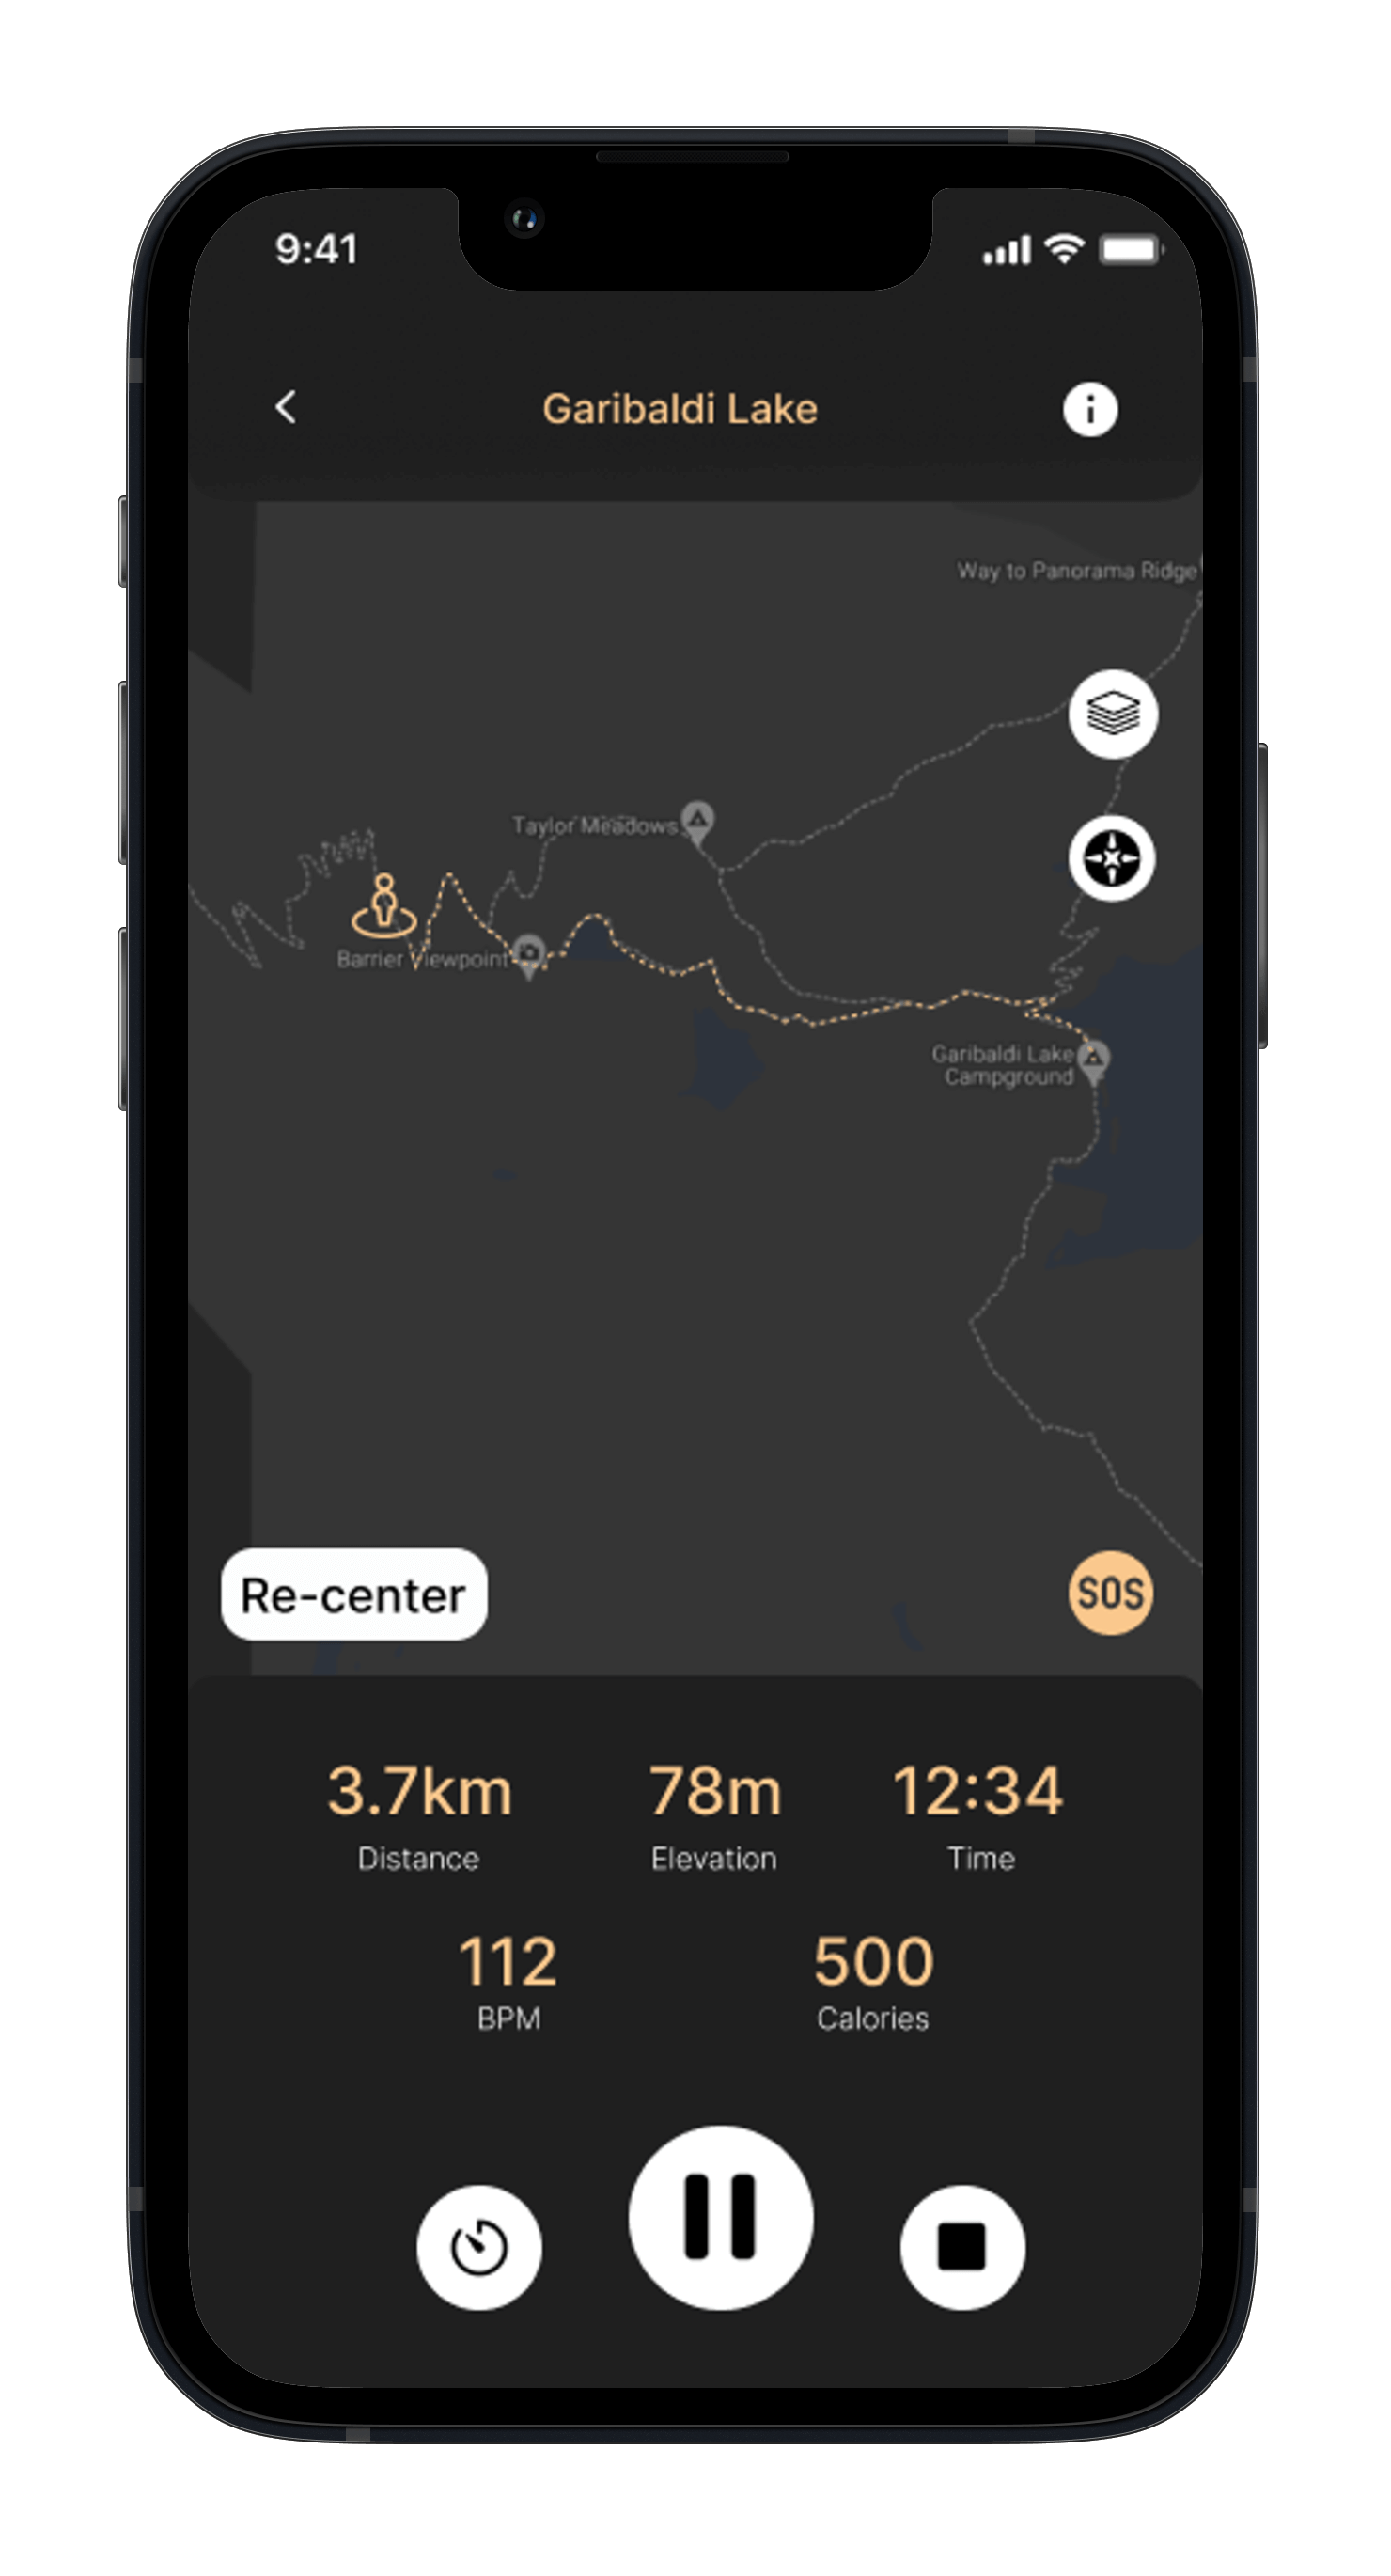 9:41
Garibaldi Lake
Way to Panorama Ridge
Taylor Meadows
Barrier Viewpoint
Garibaldi Lake
Campground
Re-center
SOS
3.7km 78m 12:34
Distance Elevation Time
112 500
BPM Calories